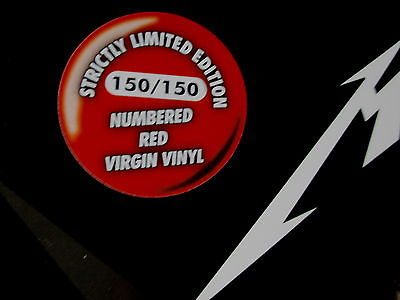 STRICTLY LIMITED EDITION
150/150
NUMBERED
RED
VIRGIN VINYL
M